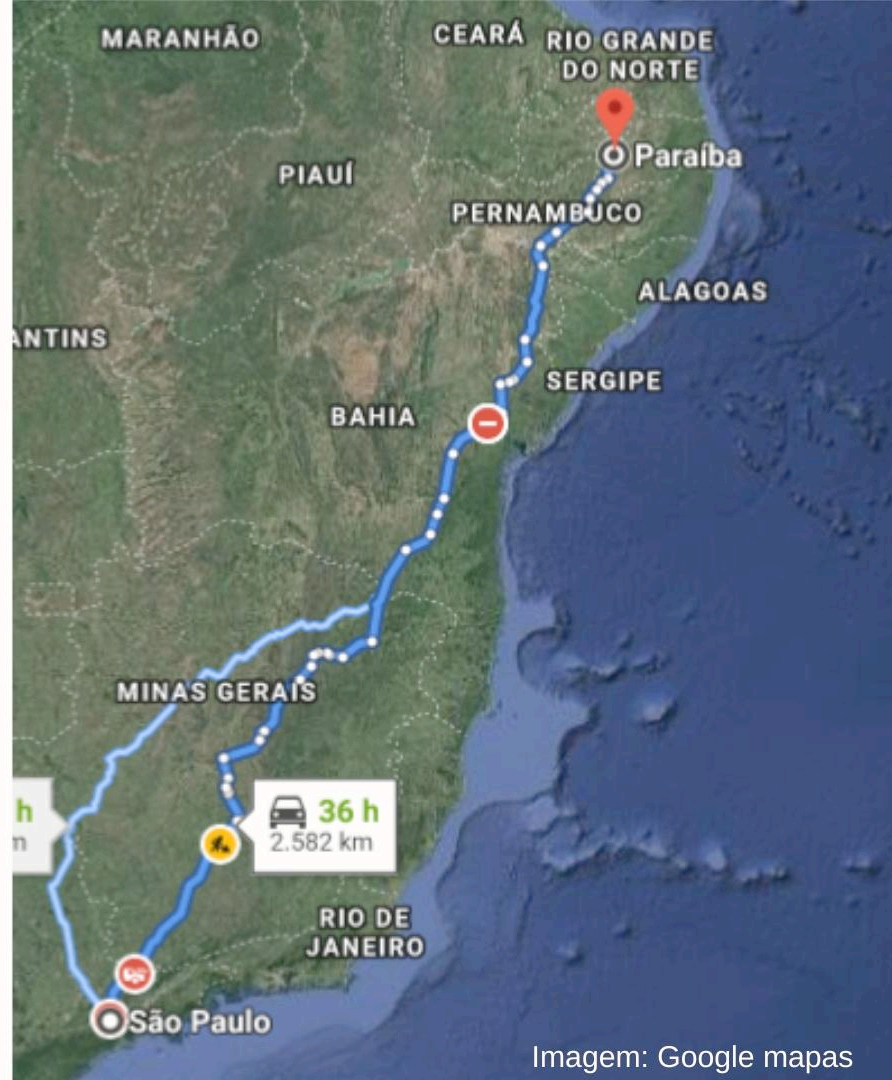 MARANHÃO
CEARÁ
RIO GRANDE
DO NORTE
Paraíba
PIAUÍ
PERNAMBUCO
ALAGOAS
ANTINS
SERGIPE
BAHIA
MINAS GERAIS
h
m
36 h
2.582 km
RIO DE
JANEIRO
São Paulo
Imagem: Google mapas